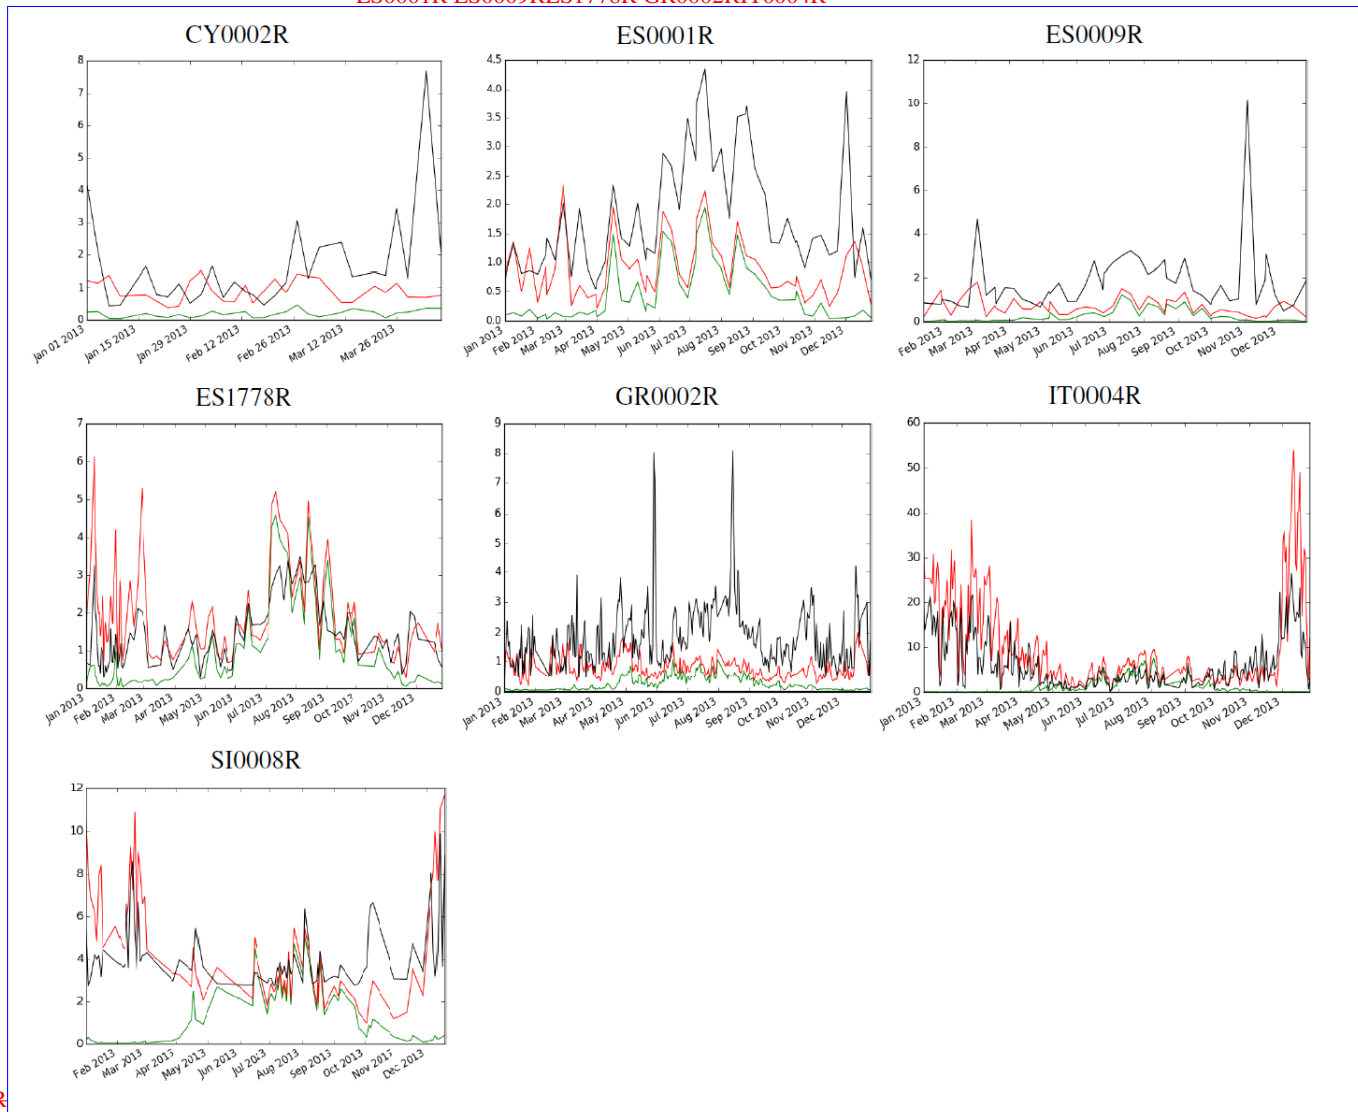 ES0001R ES0009RES1778R GR0002RIT0004R
CY0002R ES0001R ES0009R
8 7 6 5 4 3 2 1 0
Jan 01 2013 Jan 15 2013 Jan 29 2013 Feb 12 2013 Feb 26 2013 Mar 12 2013 Mar 26 2013
4.5 4.0 3.5 3.0 2.5 2.0 1.5 1.0 0.5 0.0
Jan 2013 Feb 2013 Mar 2013 Apr 2013 May 2013 Jun 2013 Jul 2013 Aug 2013 Sep 2013 Oct 2013 Nov 2013 Dec 2013
12 10 8 6 4 2 0
Feb 2013 Mar 2013 Apr 2013 May 2013 Jun 2013 Jul 2013 Aug 2013 Sep 2013 Oct 2013 Nov 2013 Dec 2013
ES1778R GR0002R IT0004R
7 6 5 4 3 2 1 0
Jan 2013 Feb 2013 Mar 2013 Apr 2013 May 2013 Jun 2013 Jul 2013 Aug 2013 Sep 2013 Oct 2013 Nov 2013 Dec 2013
9 8 7 6 5 4 3 2 1 0
Jan 2013 Feb 2013 Mar 2013 Apr 2013 May 2013 Jun 2013 Jul 2013 Aug 2013 Sep 2013 Oct 2013 Nov 2013 Dec 2013
60 50 40 30 20 10 0
Jan 2013 Feb 2013 Mar 2013 Apr 2013 May 2013 Jun 2013 Jul 2013 Aug 2013 Sep 2013 Oct 2013 Nov 2013 Dec 2013
SI0008R
12 10 8 6 4 2 0
Feb 2013 Mar 2013 Apr 2013 May 2013 Jun 2013 Jul 2013 Aug 2013 Sep 2013 Oct 2013 Nov 2013 Dec 2013